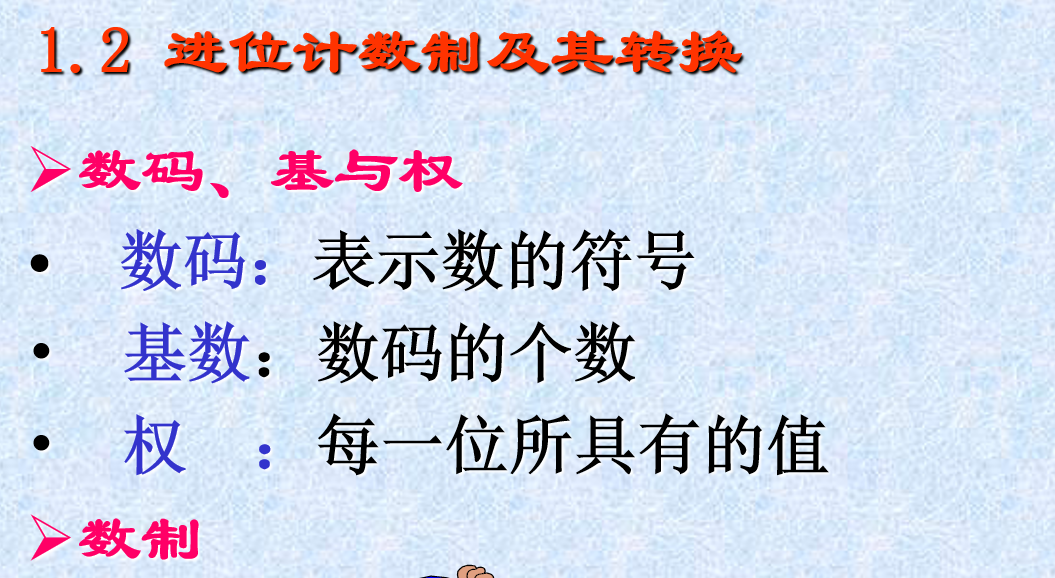 1.2 进位计数制及其转换
数码、基与权
数码：表示数的符号
基数：数码的个数
权 ：每一位所具有的值
数制